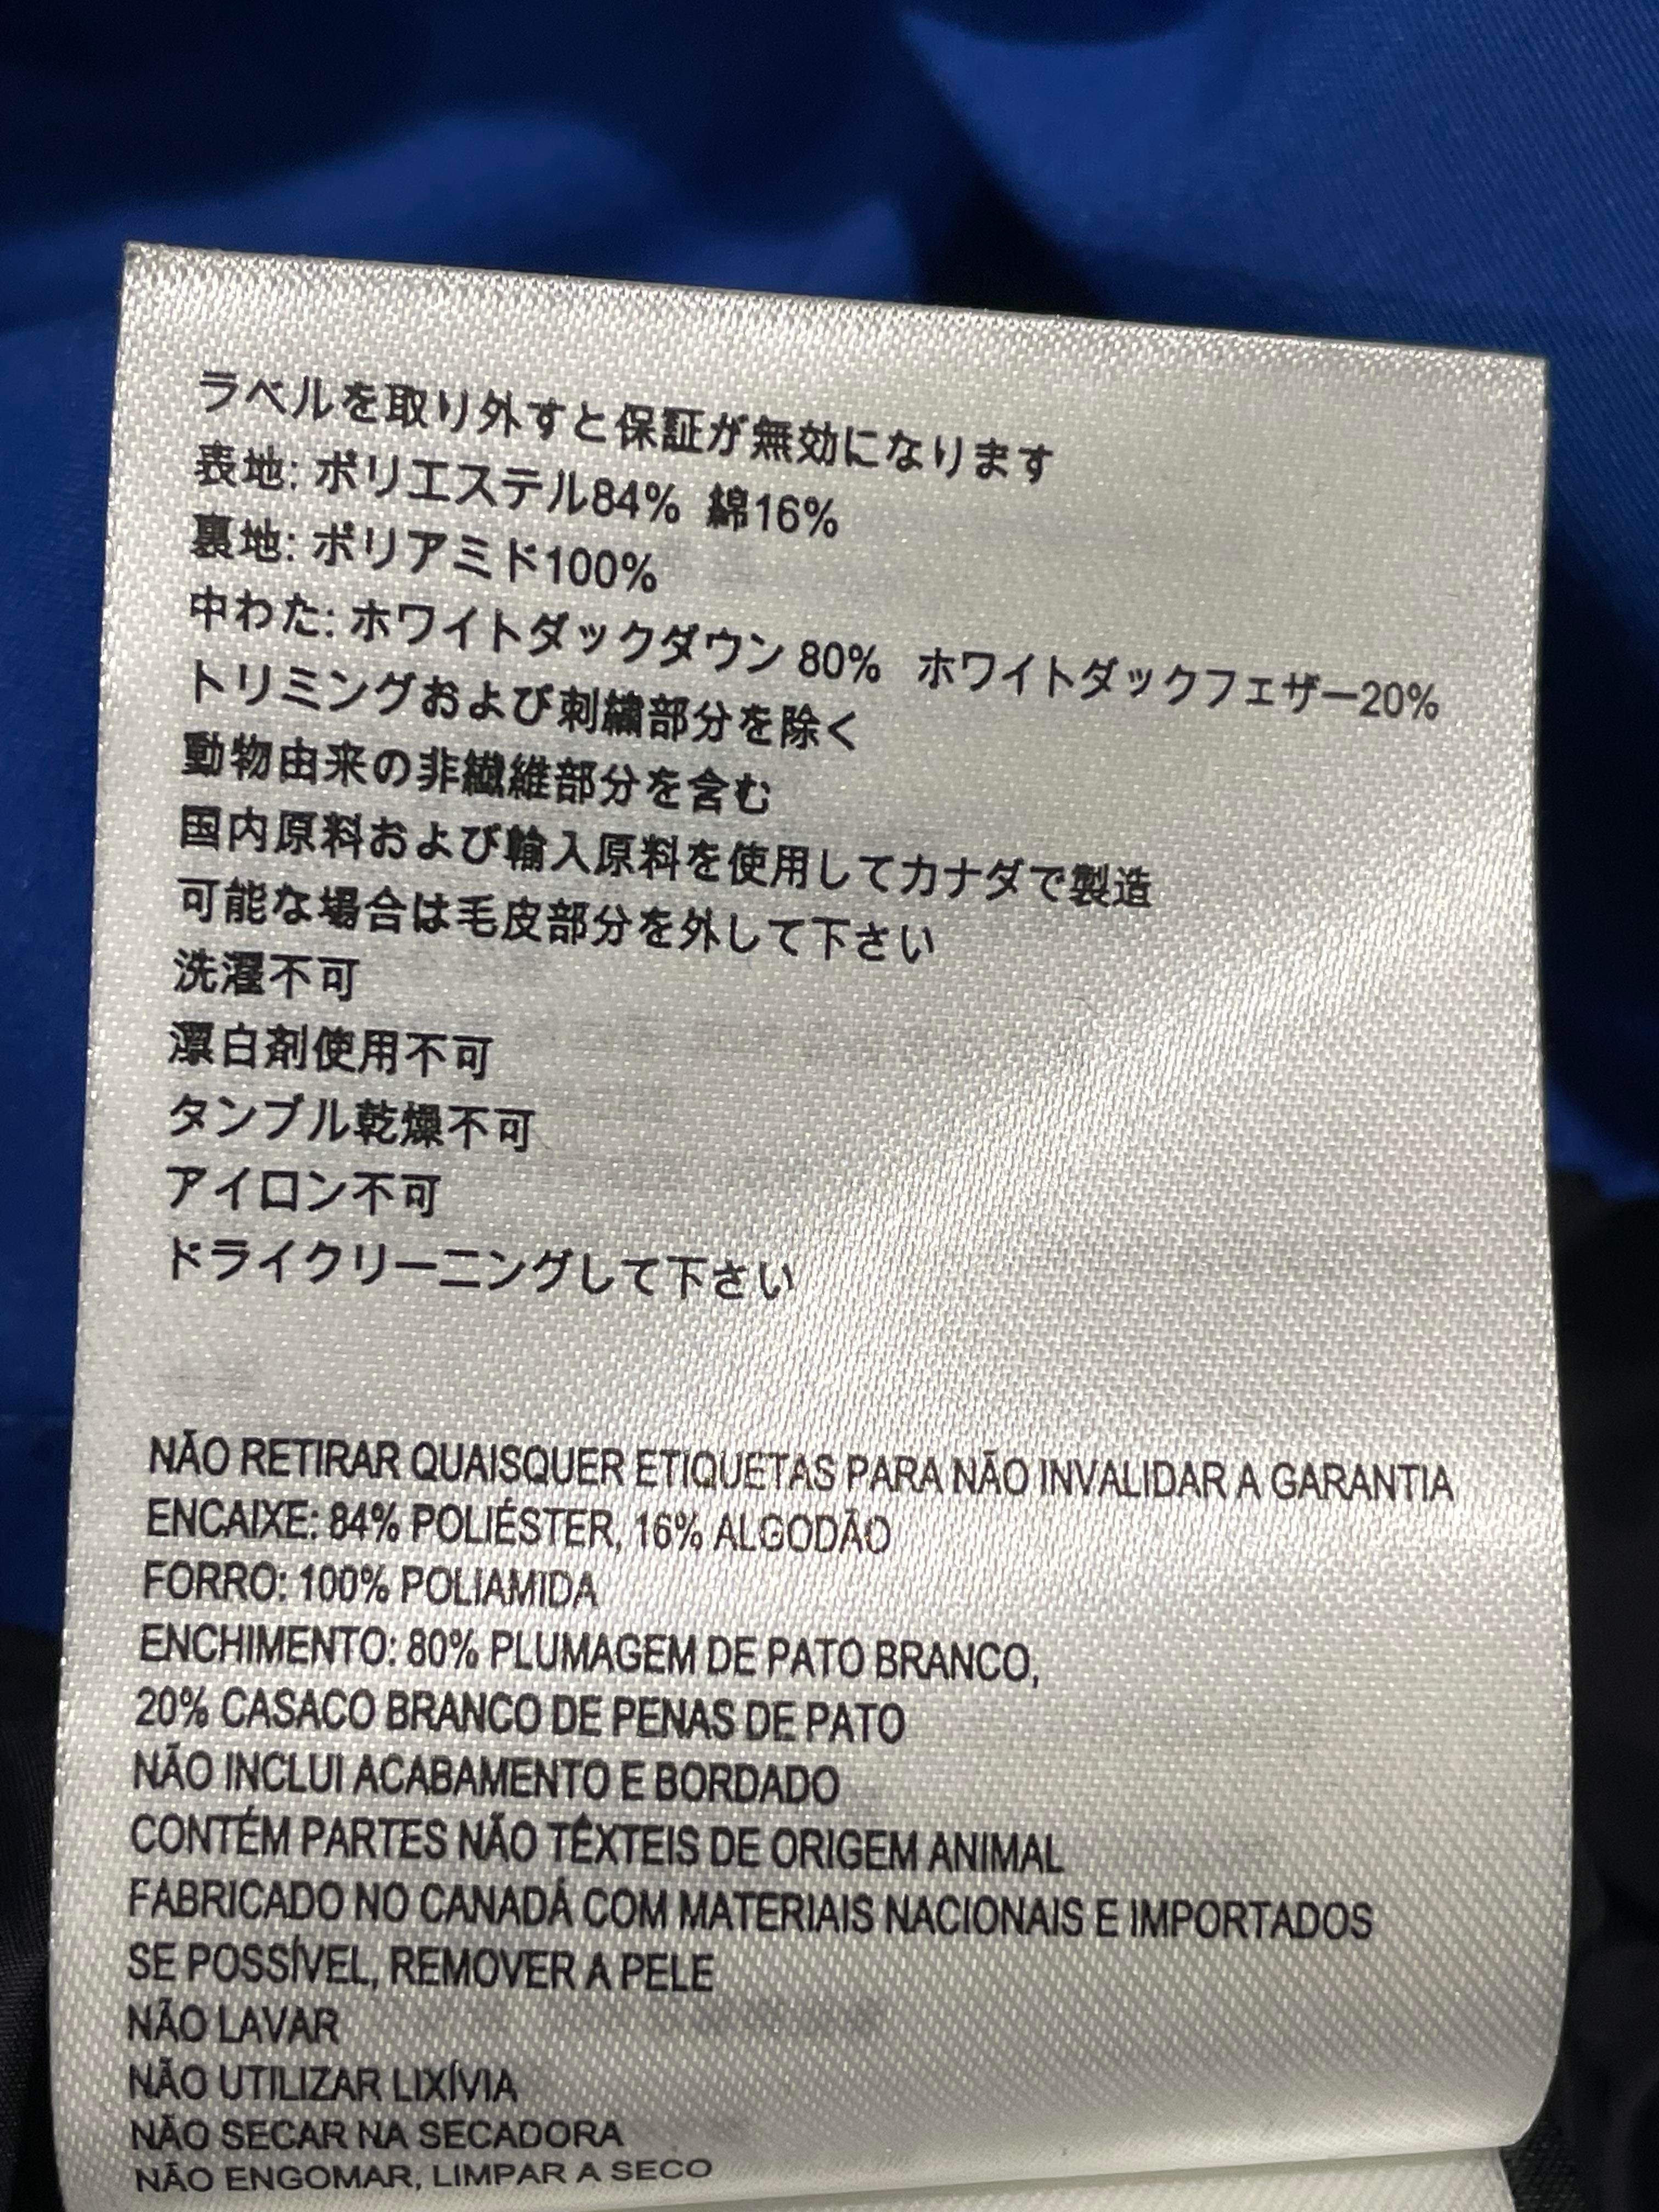 ラベルを取り外すと保証が無効になります
表地: ポリエステル84% 綿16%
裏地: ポリアミド100%
中わた: ホワイトダックダウン 80% ホワイトダックフェザー20%
トリミングおよび刺繍部分を除く
動物由来の非繊維部分を含む
国内原料および輸入原料を使用してカナダで製造
可能な場合は毛皮部分を外して下さい
洗濯不可
漂白剤使用不可
タンブル乾燥不可
アイロン不可
ドライクリーニングして下さい
NÃO RETIRAR QUAISQUER ETIQUETAS PARA NÃO INVALIDAR A GARANTIA
ENCAIXE: 84% POLIÉSTER, 16% ALGODÃO
FORRO: 100% POLIAMIDA
ENCHIMENTO: 80% PLUMAGEM DE PATO BRANCO,
20% CASACO BRANCO DE PENAS DE PATO
NÃO INCLUI ACABAMENTO E BORDADO
CONTÉM PARTES NÃO TÊXTEIS DE ORIGEM ANIMAL
FABRICADO NO CANADÁ COM MATERIAIS NACIONAIS E IMPORTADOS
SE POSSÍVEL, REMOVER A PELE
NÃO LAVAR
NÃO UTILIZAR LIXÍVIA
NÃO SECAR NA SECADORA
NÃO ENGOMAR, LIMPAR A SECO